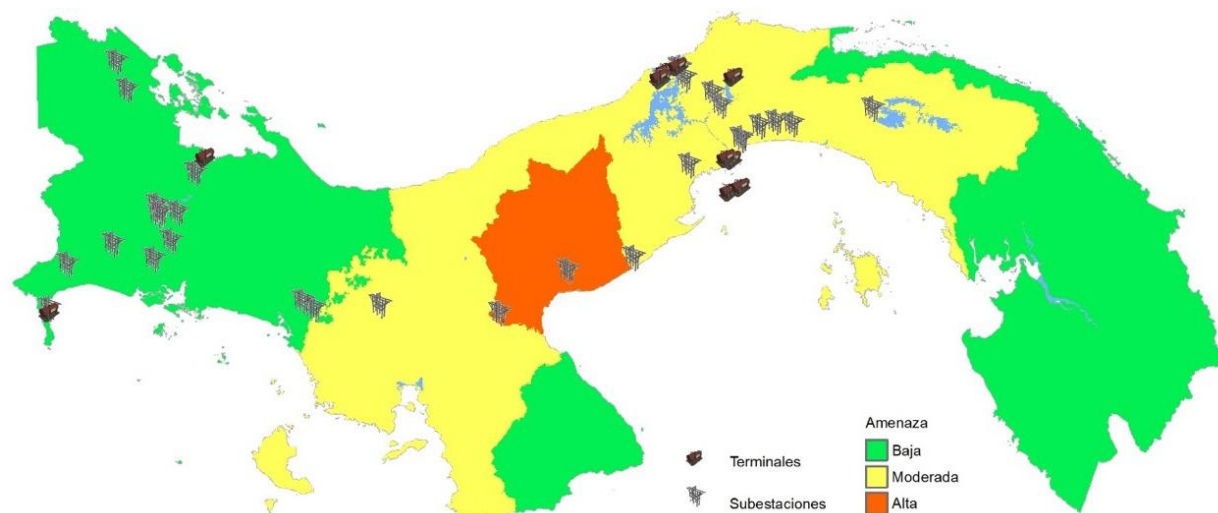 Amenaza
Baja
Terminales
Moderada
Subestaciones
Alta